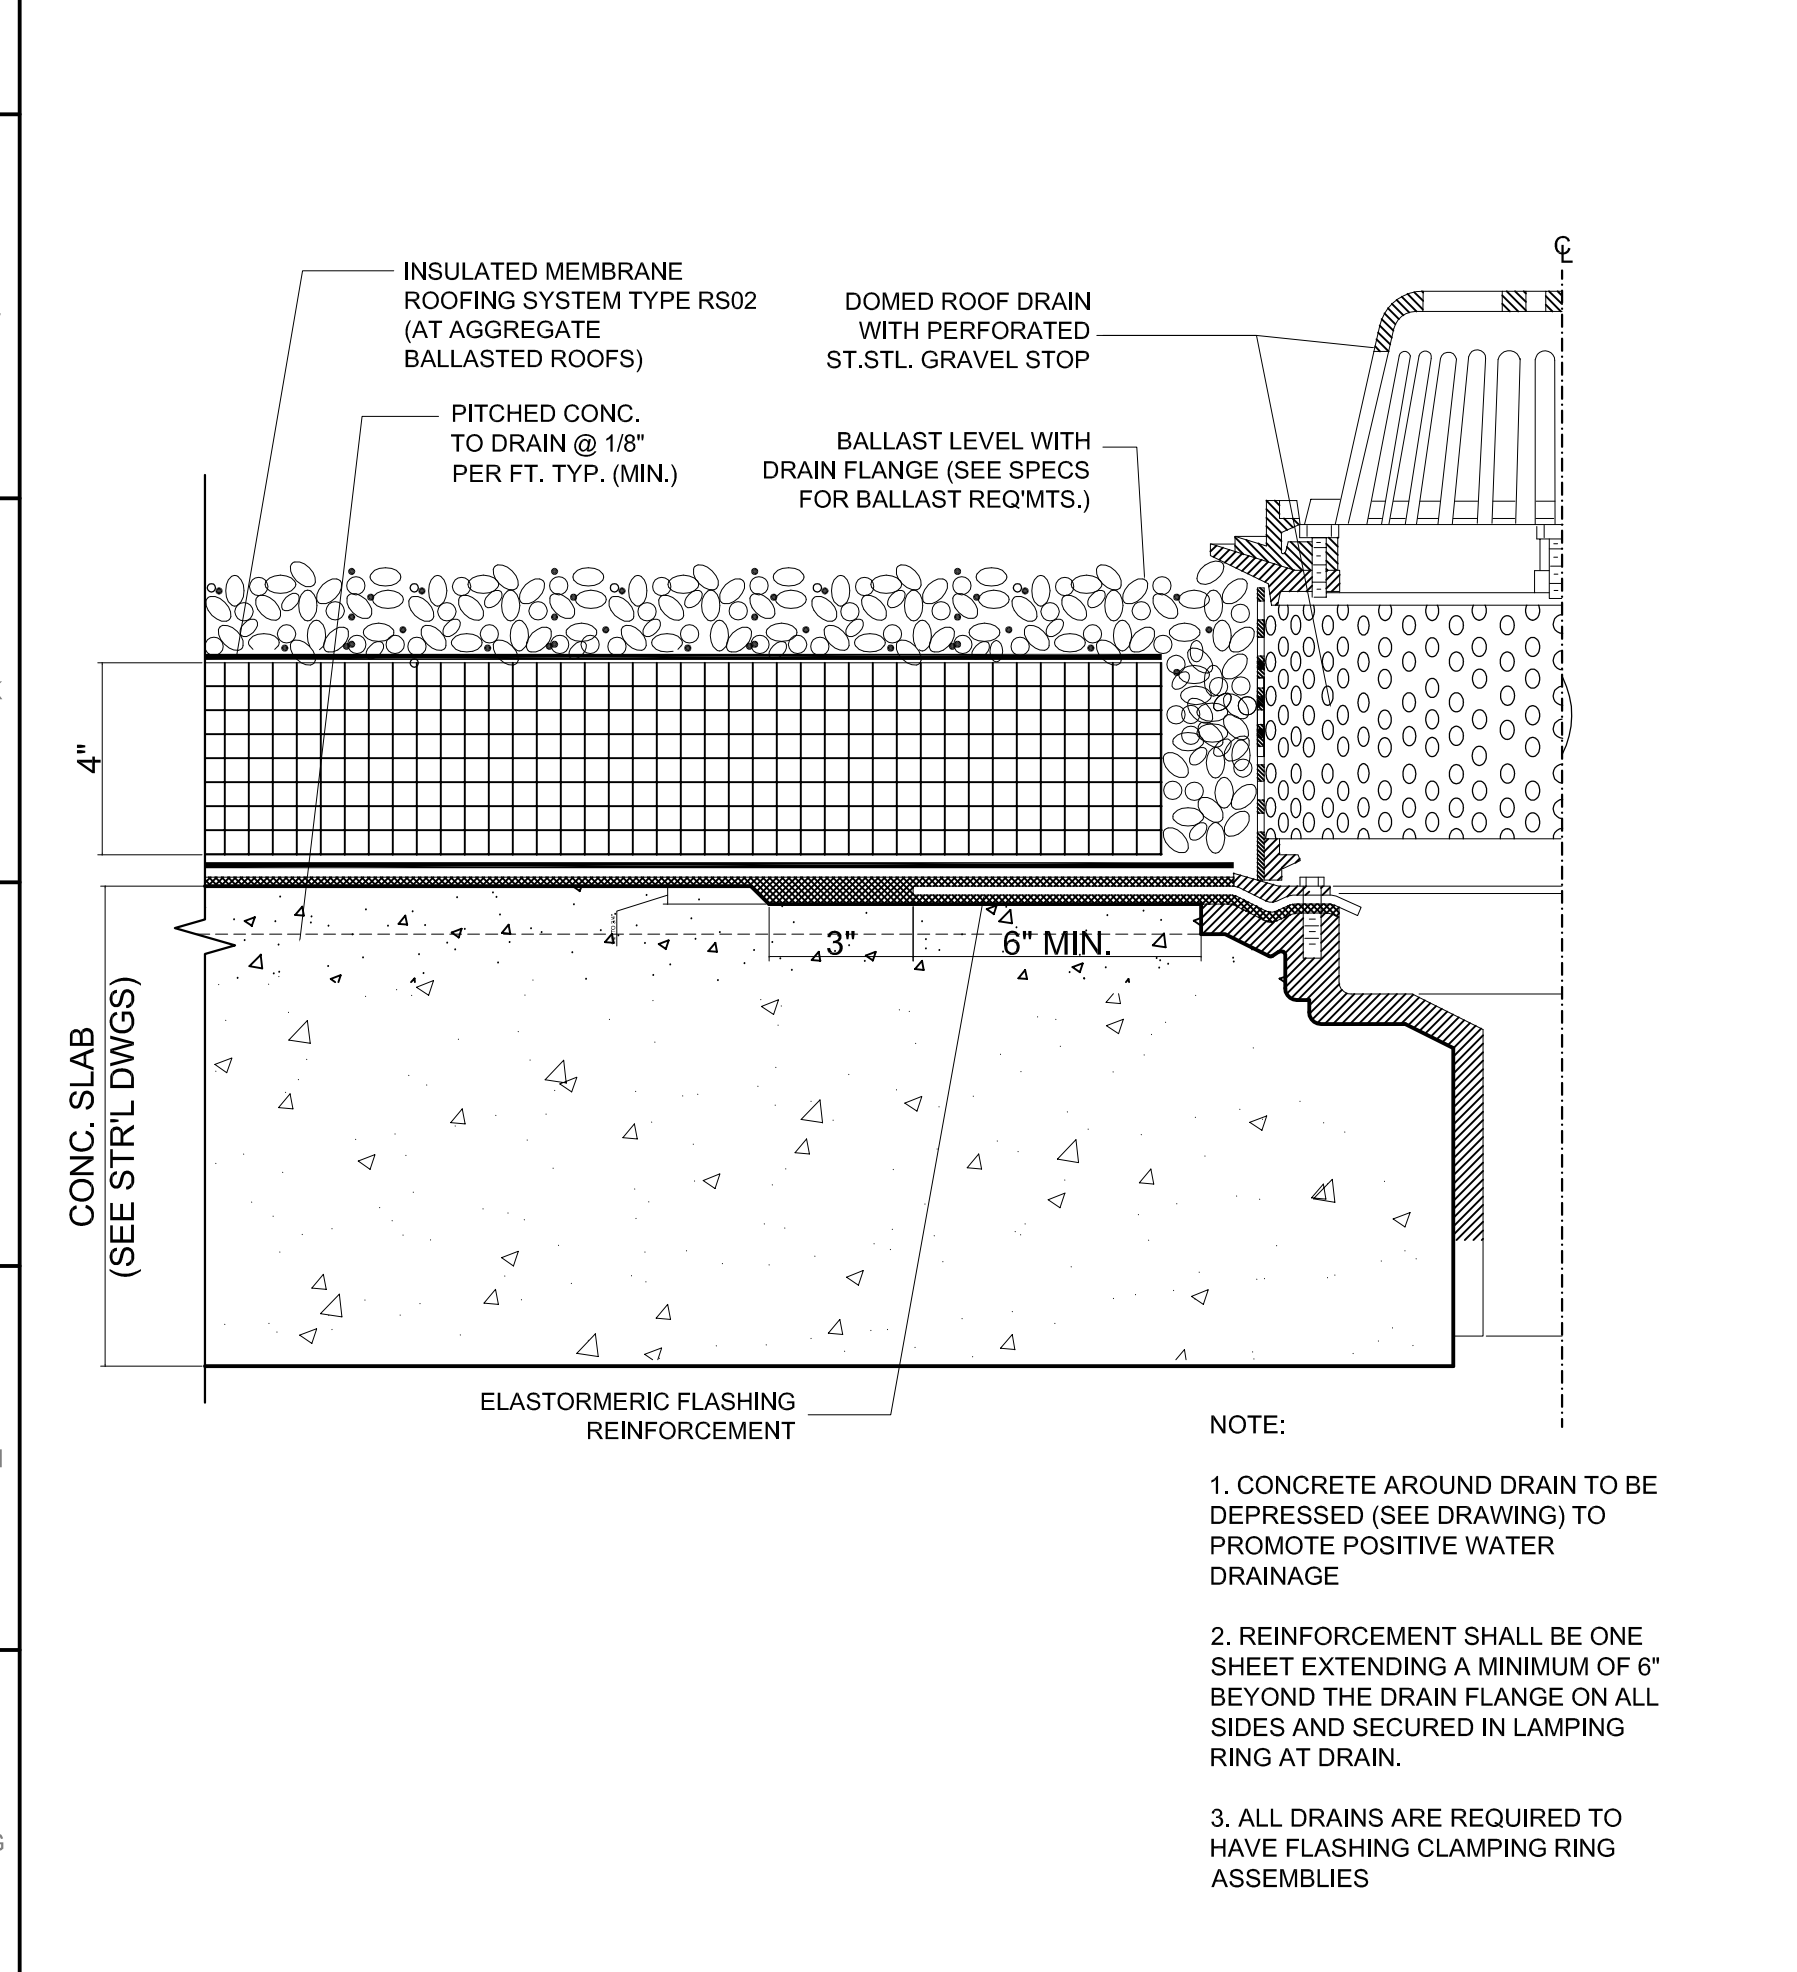 ℄
INSULATED MEMBRANE
ROOFING SYSTEM TYPE RS02
(AT AGGREGATE
BALLASTED ROOFS)
DOMED ROOF DRAIN
WITH PERFORATED
ST.STL. GRAVEL STOP
PITCHED CONC.
TO DRAIN @ 1/8"
PER FT. TYP. (MIN.)
BALLAST LEVEL WITH
DRAIN FLANGE (SEE SPECS
FOR BALLAST REQ'MTS.)
4"
3"
6" MIN.
CONC. SLAB
(SEE STR'L DWGS)
ELASTORMERIC FLASHING
REINFORCEMENT
NOTE:
1. CONCRETE AROUND DRAIN TO BE
DEPRESSED (SEE DRAWING) TO
PROMOTE POSITIVE WATER
DRAINAGE
2. REINFORCEMENT SHALL BE ONE
SHEET EXTENDING A MINIMUM OF 6"
BEYOND THE DRAIN FLANGE ON ALL
SIDES AND SECURED IN LAMPING
RING AT DRAIN.
3. ALL DRAINS ARE REQUIRED TO
HAVE FLASHING CLAMPING RING
ASSEMBLIES